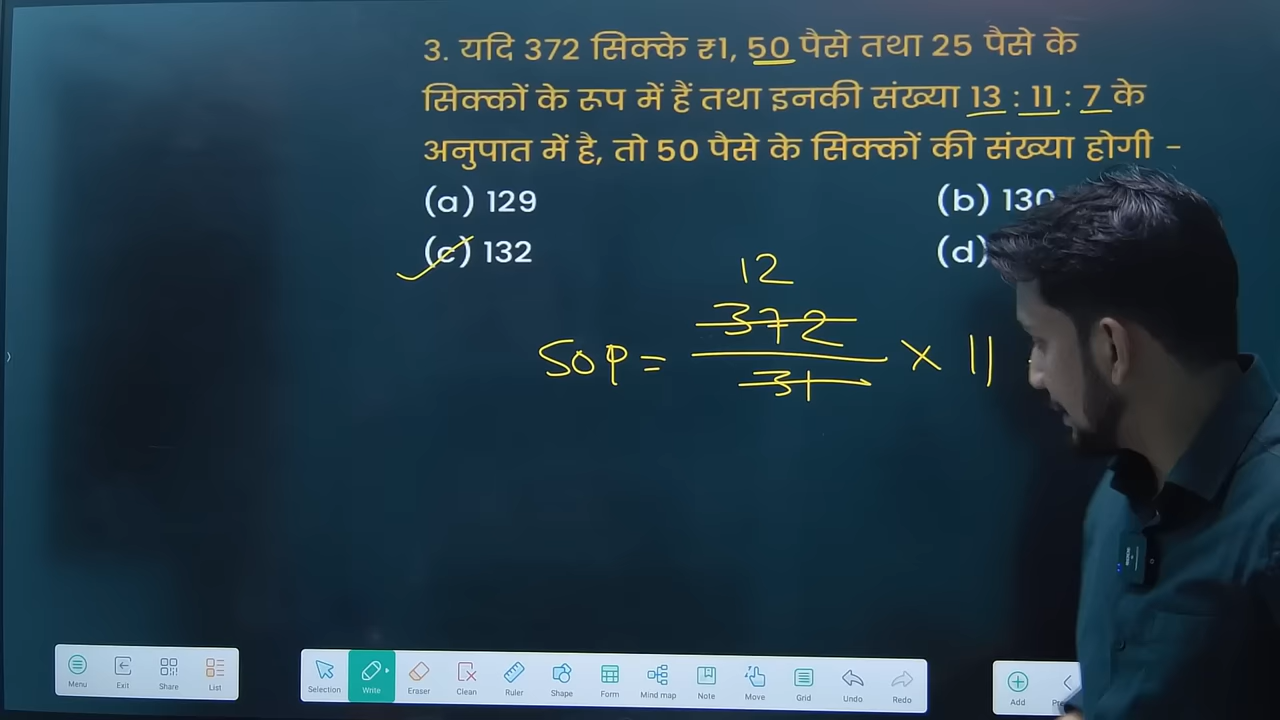 3. यदि 372 सिक्के ₹1, 50 पैसे तथा 25 पैसे के
सिक्कों के रूप में हैं तथा इनकी संख्या 13 : 11 : 7 के
अनुपात में है, तो 50 पैसे के सिक्कों की संख्या होगी -
(a) 129
(b) 130
(c) 132
(d)
12
50P = 372 / 31 × 11
Menu Exit Share List
Selection Write Eraser Clean Ruler Shape Form Mind map Note Move Grid Undo Redo
Add